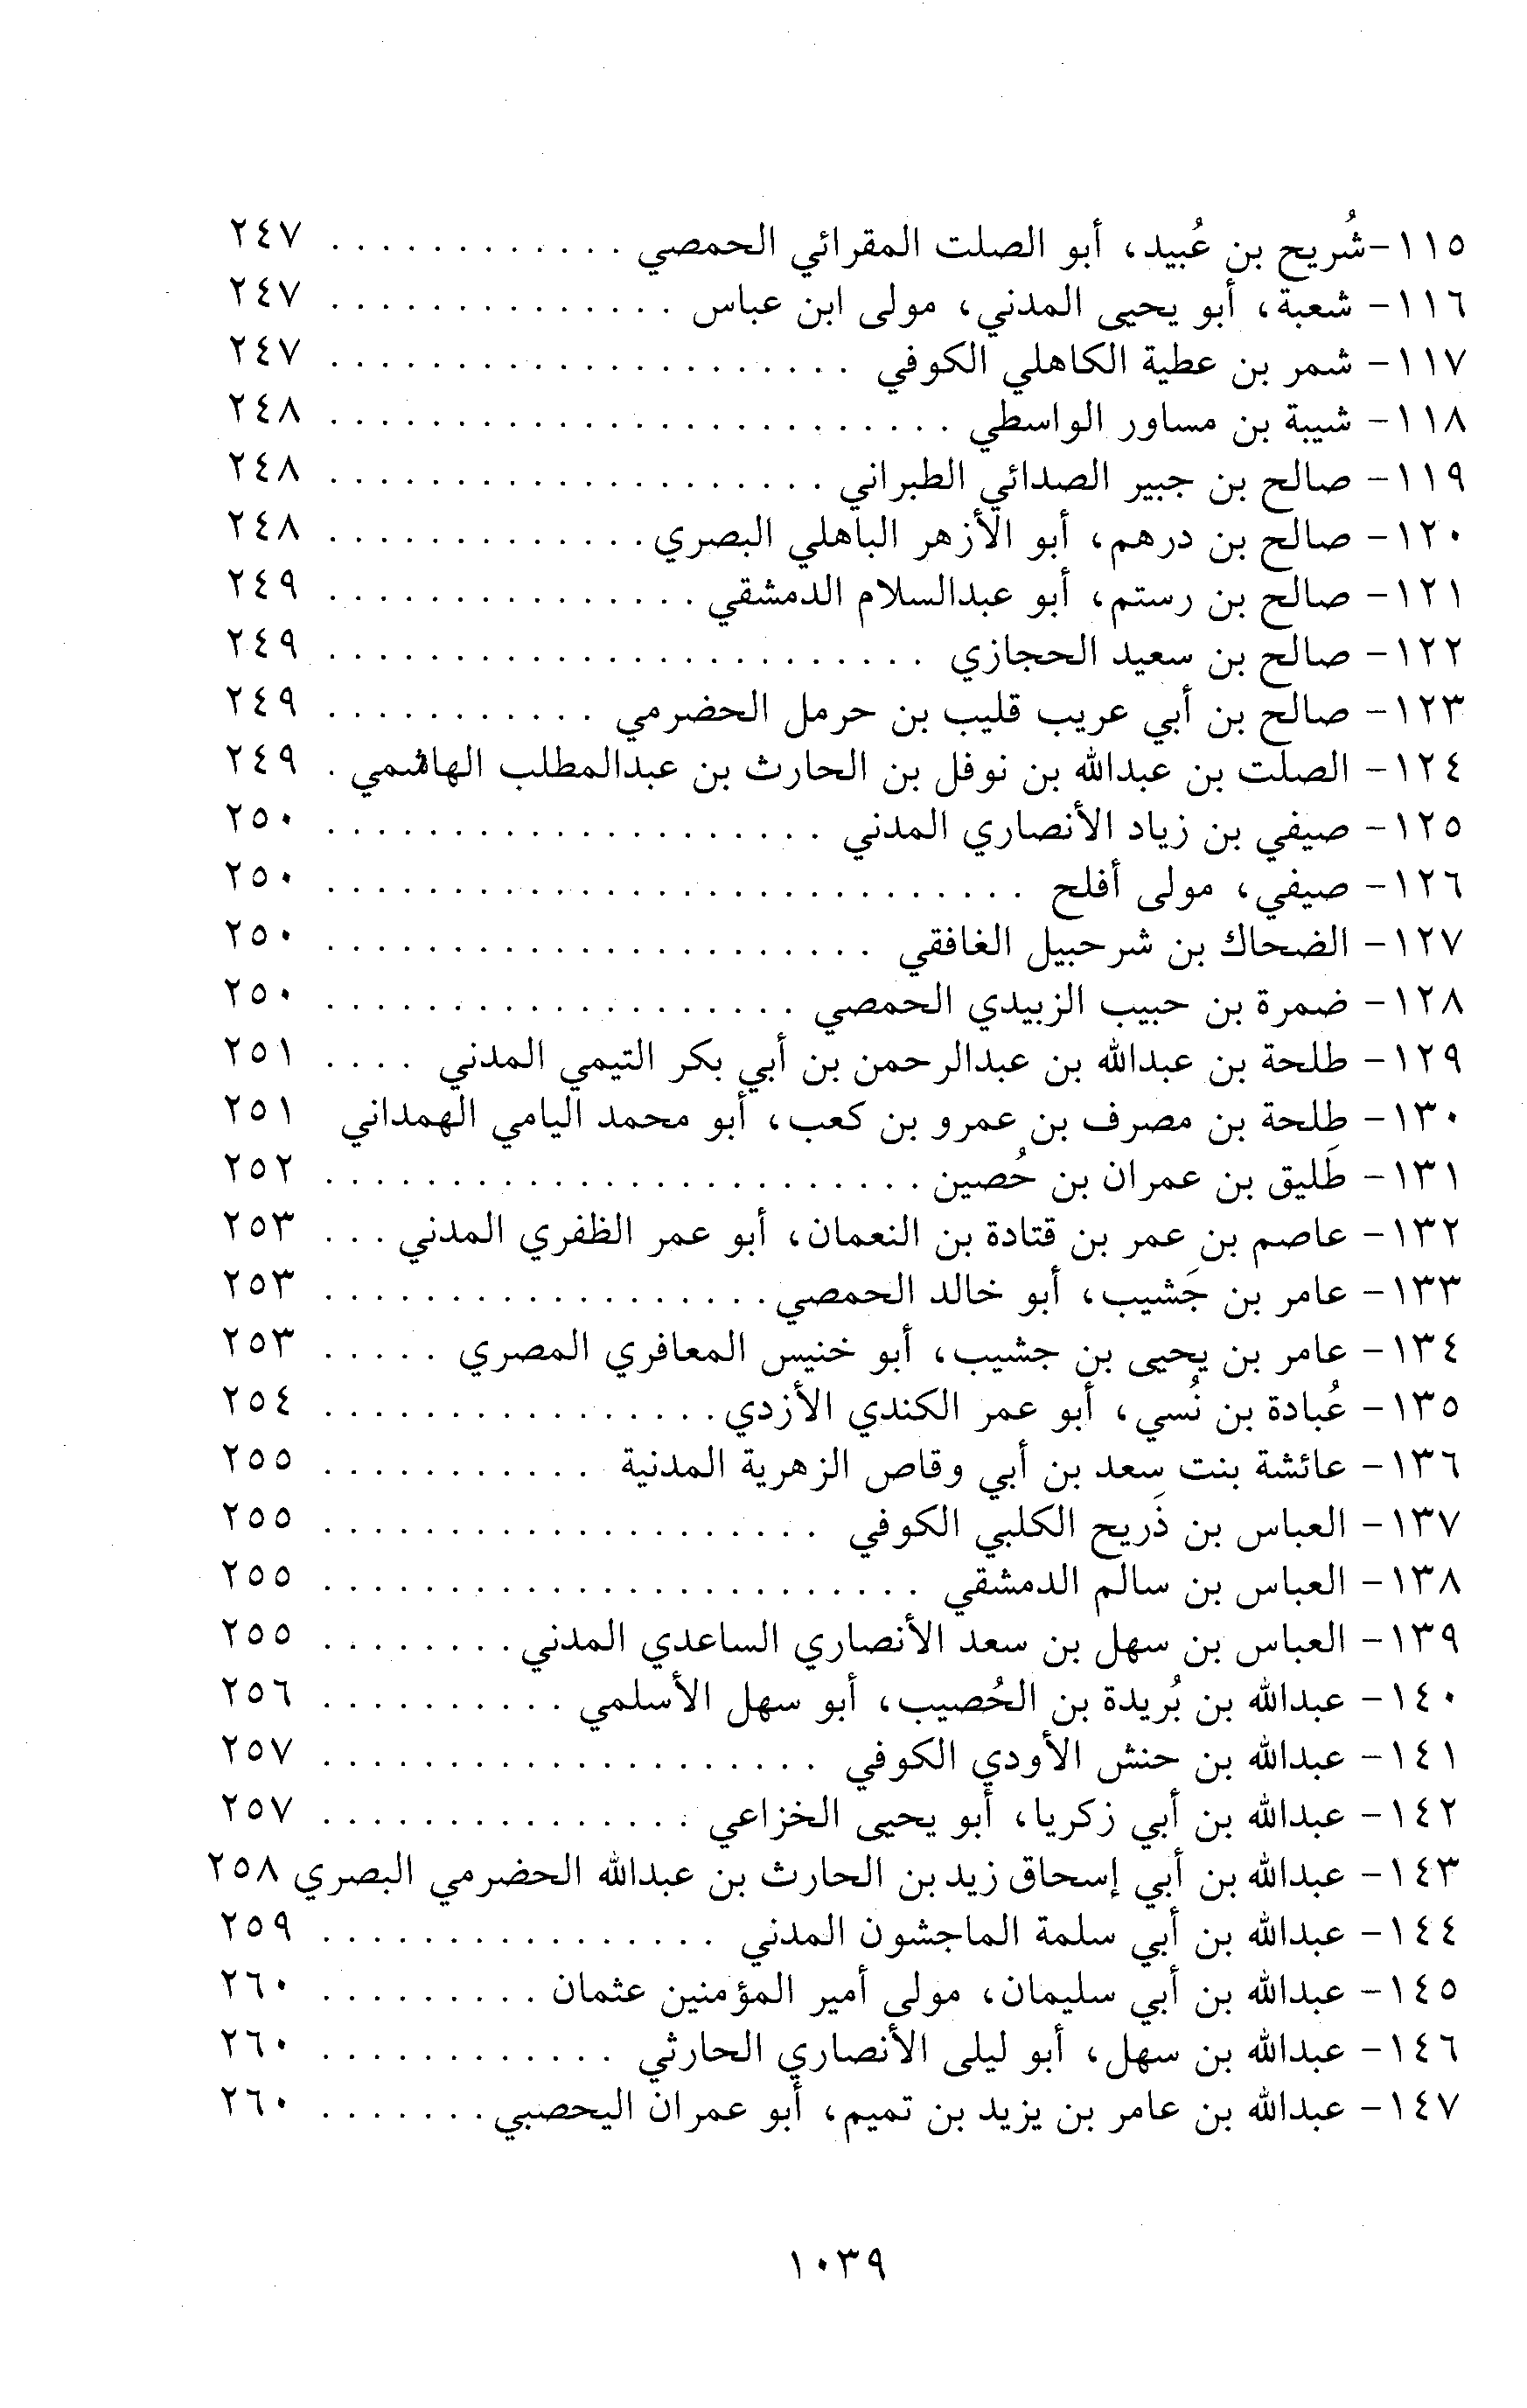 ١١٥-شُريح بن عُبيد، أبو الصلت المقرائي الحمصي . . . . . . . . . . . . ٢٤٧
١١٦- شعبة، أبو يحيى المدني، مولى ابن عباس . . . . . . . . . . . . . . ٢٤٧
١١٧- شمر بن عطية الكاهلي الكوفي . . . . . . . . . . . . . . . . . . . . . ٢٤٧
١١٨- شيبة بن مساور الواسطي . . . . . . . . . . . . . . . . . . . . . . . . . ٢٤٨
١١٩- صالح بن جبير الصدائي الطبراني . . . . . . . . . . . . . . . . . . . . ٢٤٨
١٢٠- صالح بن درهم، أبو الأزهر الباهلي البصري . . . . . . . . . . . . . ٢٤٨
١٢١- صالح بن رستم، أبو عبدالسلام الدمشقي . . . . . . . . . . . . . . . ٢٤٩
١٢٢- صالح بن سعيد الحجازي . . . . . . . . . . . . . . . . . . . . . . . . ٢٤٩
١٢٣- صالح بن أبي عريب قليب بن حرمل الحضرمي . . . . . . . . . . . ٢٤٩
١٢٤- الصلت بن عبدالله بن نوفل بن الحارث بن عبدالمطلب الهاشمي . ٢٤٩
١٢٥- صيفي بن زياد الأنصاري المدني . . . . . . . . . . . . . . . . . . . . ٢٥٠
١٢٦- صيفي، مولى أفلح . . . . . . . . . . . . . . . . . . . . . . . . . . . . ٢٥٠
١٢٧- الضحاك بن شرحبيل الغافقي . . . . . . . . . . . . . . . . . . . . . . ٢٥٠
١٢٨- ضمرة بن حبيب الزبيدي الحمصي . . . . . . . . . . . . . . . . . . . ٢٥٠
١٢٩- طلحة بن عبدالله بن عبدالرحمن بن أبي بكر التيمي المدني . . . . ٢٥١
١٣٠- طلحة بن مصرف بن عمرو بن كعب، أبو محمد اليامي الهمداني ٢٥١
١٣١- طَليق بن عمران بن حُصين . . . . . . . . . . . . . . . . . . . . . . . . ٢٥٢
١٣٢- عاصم بن عمر بن قتادة بن النعمان، أبو عمر الظفري المدني . . . ٢٥٣
١٣٣- عامر بن جَشيب، أبو خالد الحمصي . . . . . . . . . . . . . . . . . . ٢٥٣
١٣٤- عامر بن يحيى بن جشيب، أبو خنيس المعافري المصري . . . . . ٢٥٣
١٣٥- عُبادة بن نُسي، أبو عمر الكندي الأزدي . . . . . . . . . . . . . . . . ٢٥٤
١٣٦- عائشة بنت سعد بن أبي وقاص الزهرية المدنية . . . . . . . . . . . ٢٥٥
١٣٧- العباس بن ذَريح الكلبي الكوفي . . . . . . . . . . . . . . . . . . . . ٢٥٥
١٣٨- العباس بن سالم الدمشقي . . . . . . . . . . . . . . . . . . . . . . . . ٢٥٥
١٣٩- العباس بن سهل بن سعد الأنصاري الساعدي المدني . . . . . . . . ٢٥٥
١٤٠- عبدالله بن بُريدة بن الحُصيب، أبو سهل الأسلمي . . . . . . . . . . ٢٥٦
١٤١- عبدالله بن حنش الأودي الكوفي . . . . . . . . . . . . . . . . . . . . ٢٥٧
١٤٢- عبدالله بن أبي زكريا، أبو يحيى الخزاعي . . . . . . . . . . . . . . . ٢٥٧
١٤٣- عبدالله بن أبي إسحاق زيد بن الحارث بن عبدالله الحضرمي البصري ٢٥٨
١٤٤- عبدالله بن أبي سلمة الماجشون المدني . . . . . . . . . . . . . . . . ٢٥٩
١٤٥- عبدالله بن أبي سليمان، مولى أمير المؤمنين عثمان . . . . . . . . . ٢٦٠
١٤٦- عبدالله بن سهل، أبو ليلى الأنصاري الحارثي . . . . . . . . . . . . ٢٦٠
١٤٧- عبدالله بن عامر بن يزيد بن تميم، أبو عمران اليحصبي . . . . . . . ٢٦٠
١٠٣٩